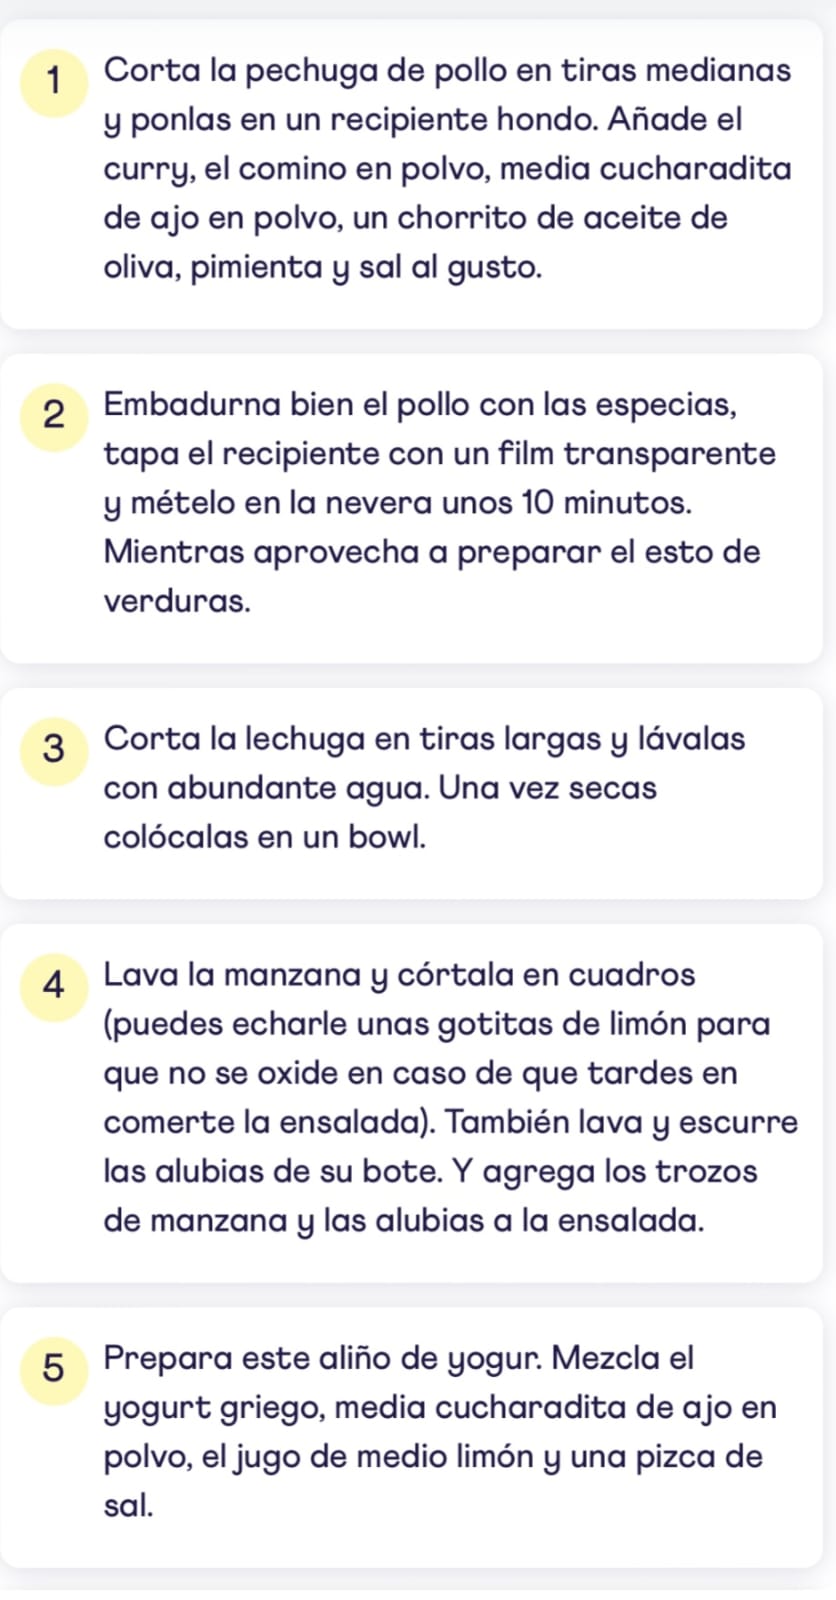 1
Corta la pechuga de pollo en tiras medianas
y ponlas en un recipiente hondo. Añade el
curry, el comino en polvo, media cucharadita
de ajo en polvo, un chorrito de aceite de
oliva, pimienta y sal al gusto.
2
Embadurna bien el pollo con las especias,
tapa el recipiente con un film transparente
y mételo en la nevera unos 10 minutos.
Mientras aprovecha a preparar el esto de
verduras.
3
Corta la lechuga en tiras largas y lávalas
con abundante agua. Una vez secas
colócalas en un bowl.
4
Lava la manzana y córtala en cuadros
(puedes echarle unas gotitas de limón para
que no se oxide en caso de que tardes en
comerte la ensalada). También lava y escurre
las alubias de su bote. Y agrega los trozos
de manzana y las alubias a la ensalada.
5
Prepara este aliño de yogur. Mezcla el
yogurt griego, media cucharadita de ajo en
polvo, el jugo de medio limón y una pizca de
sal.